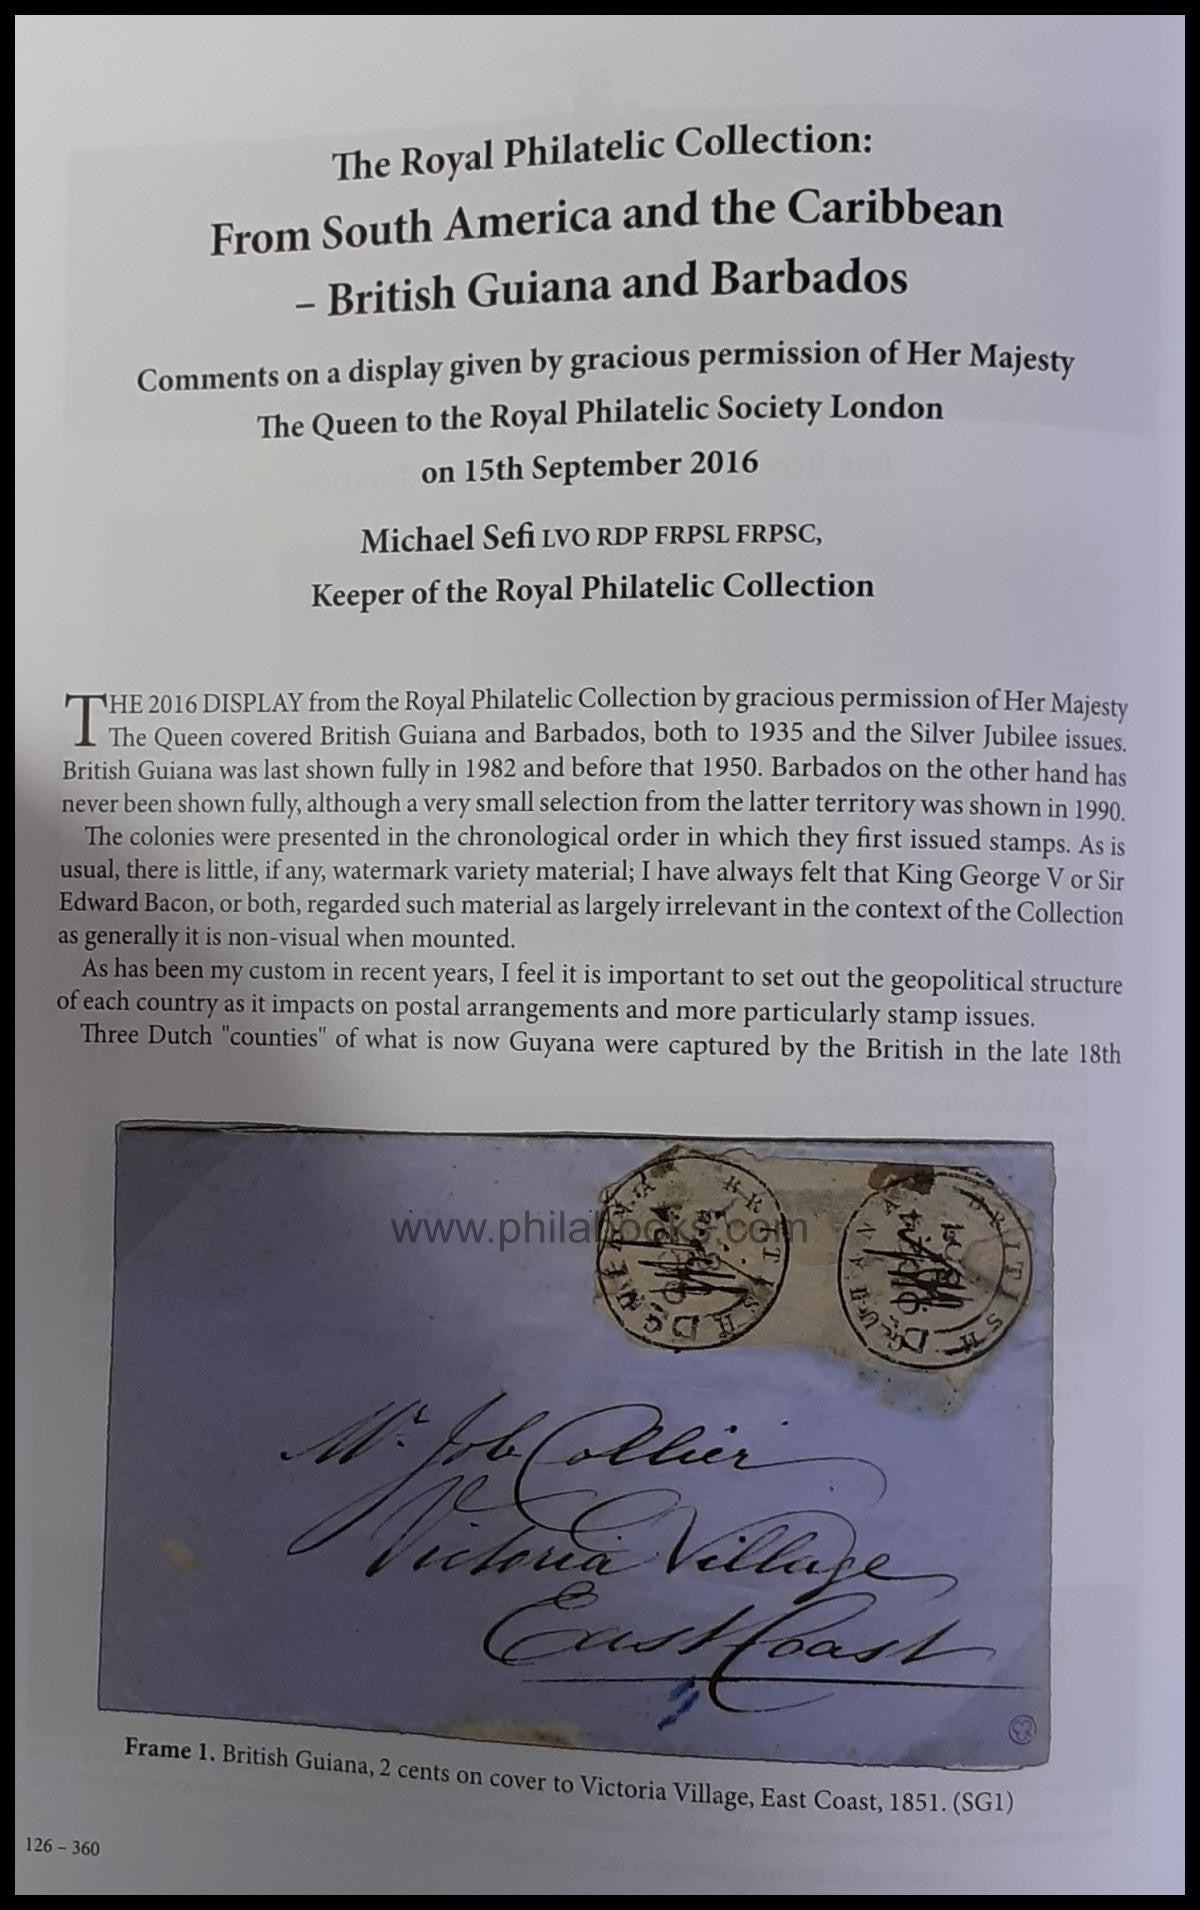 The Royal Philatelic Collection:
From South America and the Caribbean
– British Guiana and Barbados
Comments on a display given by gracious permission of Her Majesty
The Queen to the Royal Philatelic Society London
on 15th September 2016
Michael Sefi LVO RDP FRPSL FRPSC,
Keeper of the Royal Philatelic Collection
THE 2016 DISPLAY from the Royal Philatelic Collection by gracious permission of Her Majesty
The Queen covered British Guiana and Barbados, both to 1935 and the Silver Jubilee issues.
British Guiana was last shown fully in 1982 and before that 1950. Barbados on the other hand has
never been shown fully, although a very small selection from the latter territory was shown in 1990.
The colonies were presented in the chronological order in which they first issued stamps. As is
usual, there is little, if any, watermark variety material; I have always felt that King George V or Sir
Edward Bacon, or both, regarded such material as largely irrelevant in the context of the Collection
as generally it is non-visual when mounted.
As has been my custom in recent years, I feel it is important to set out the geopolitical structure
of each country as it impacts on postal arrangements and more particularly stamp issues.
Three Dutch "counties" of what is now Guyana were captured by the British in the late 18th
www.philabooks.com
BRITISH
GUIANA
BRITISH
GUIANA
Mr. Job Collier
Victoria Village
East Coast
Frame 1. British Guiana, 2 cents on cover to Victoria Village, East Coast, 1851. (SG1)
126 – 360